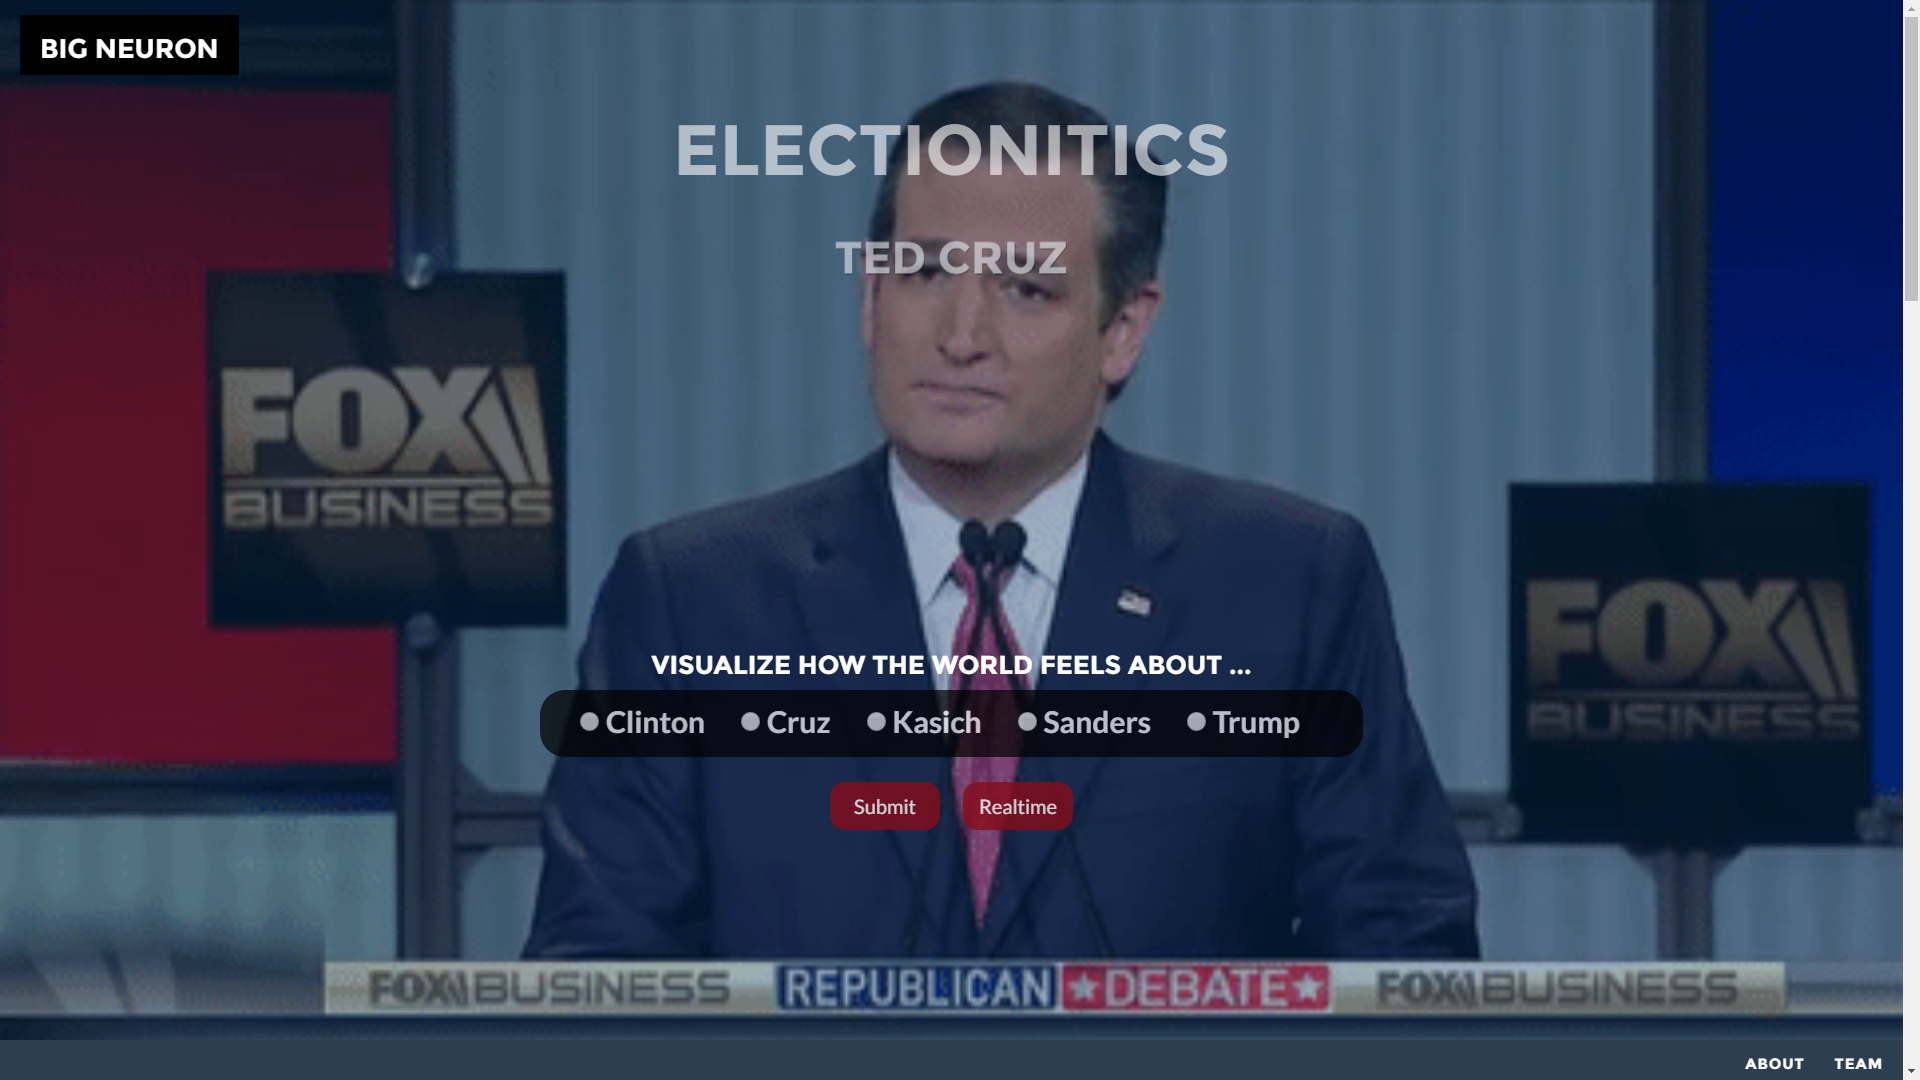 BIG NEURON
ELECTIONITICS
TED CRUZ
FOX
BUSINESS
FOX
BUSINESS
VISUALIZE HOW THE WORLD FEELS ABOUT ...
Clinton Cruz Kasich Sanders Trump
Submit Realtime
FOX BUSINESS REPUBLICAN DEBATE FOX BUSINESS
ABOUT TEAM